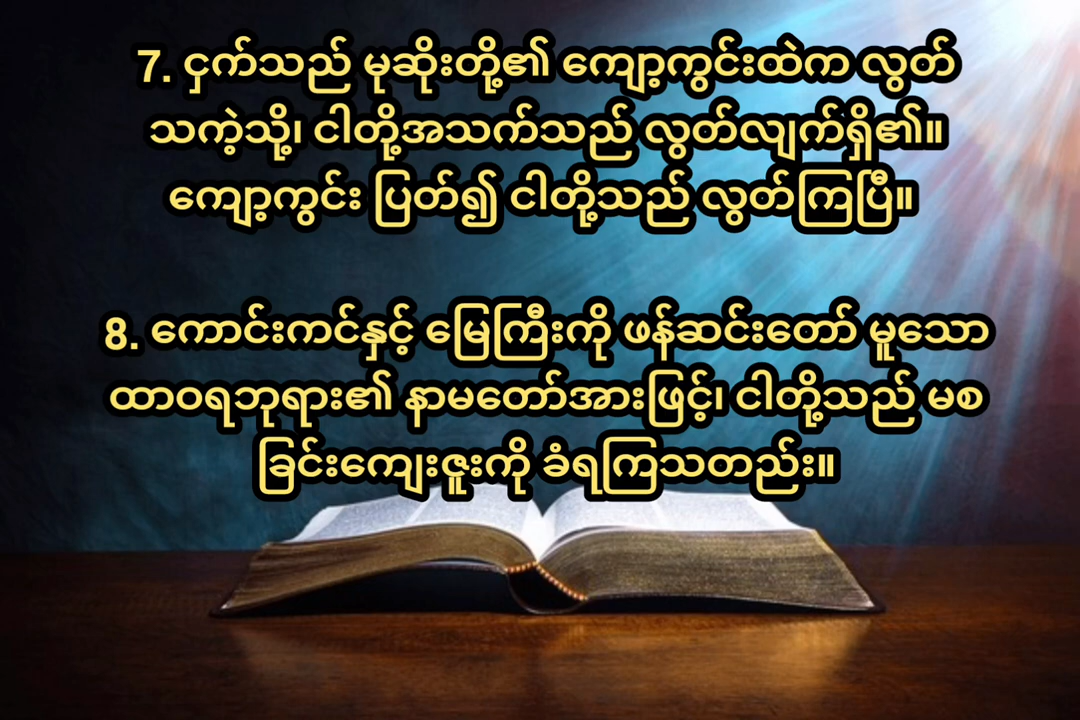 7. ငှက်သည် မုဆိုးတို့၏ ကျော့ကွင်းထဲက လွတ်
သကဲ့သို့၊ ငါတို့အသက်သည် လွတ်လျက်ရှိ၏။
ကျော့ကွင်း ပြတ်၍ ငါတို့သည် လွတ်ကြပြီ။
8. ကောင်းကင်နှင့် မြေကြီးကို ဖန်ဆင်းတော် မူသော
ထာဝရဘုရား၏ နာမတော်အားဖြင့်၊ ငါတို့သည် မစ
ခြင်းကျေးဇူးကို ခံရကြသတည်း။